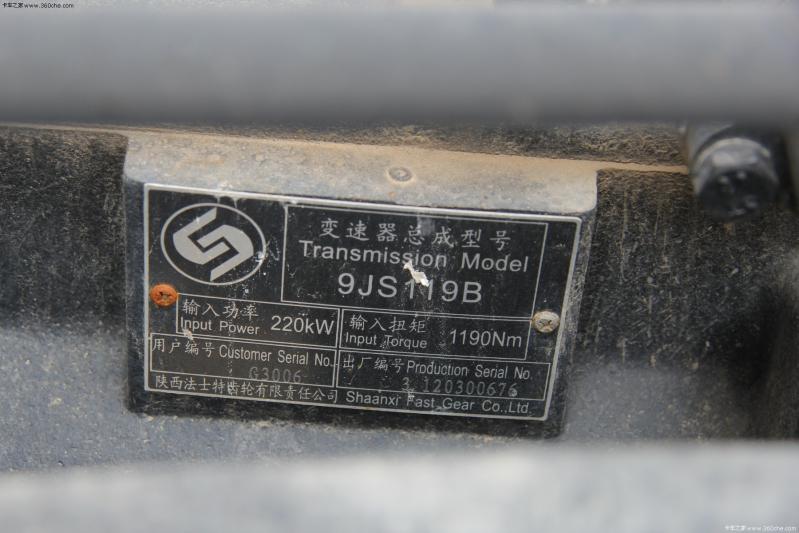 卡车之家 www.360che.com
变速器总成型号
Transmission Model
9JS119B
输入功率 220kW
Input Power
输入扭矩 1190Nm
Input Torque
用户编号 Customer Serial No.
G3006
出厂编号 Production Serial No.
3 120300676
陕西法士特齿轮有限责任公司 Shaanxi Fast Gear Co.,Ltd.
卡车之家 www.360che.com